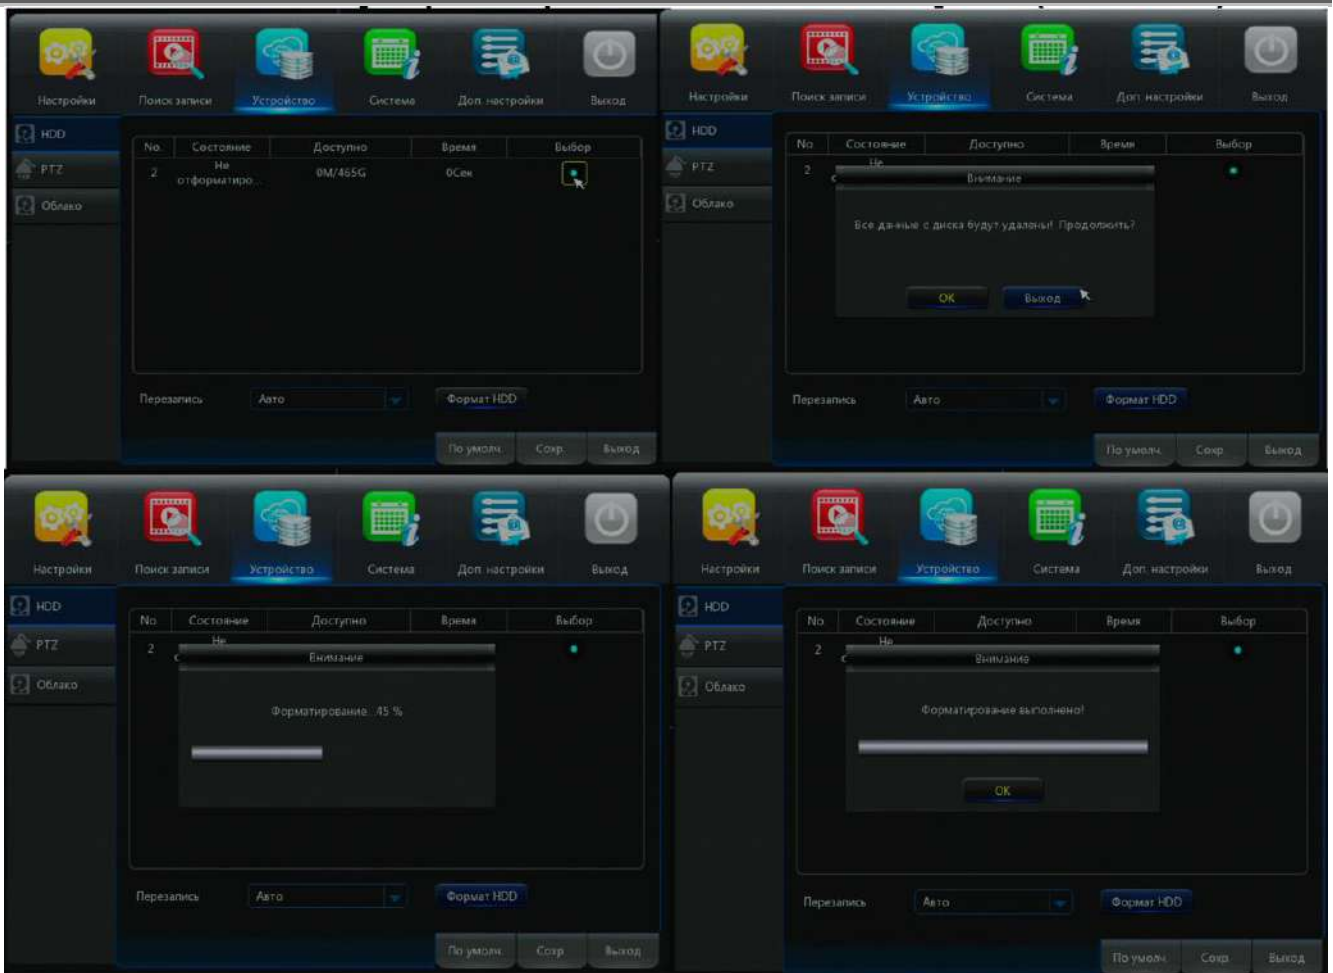 Настройки Поиск записи Устройство Система Доп. настройки Выход
HDD
PTZ
Облако
No. Состояние Доступно Время Выбор
2 Не отформатиро... 0M/465G 0Сек
Перезапись Авто Формат HDD
По умолч. Сохр. Выход
Настройки Поиск записи Устройство Система Доп. настройки Выход
HDD
PTZ
Облако
No. Состояние Доступно Время Выбор
2 Не
Внимание
Все данные с диска будут удалены! Продолжить?
OK Выход
Перезапись Авто Формат HDD
По умолч. Сохр. Выход
Настройки Поиск записи Устройство Система Доп. настройки Выход
HDD
PTZ
Облако
No. Состояние Доступно Время Выбор
2 Не
Внимание
Форматирование...45 %
Перезапись Авто Формат HDD
По умолч. Сохр. Выход
Настройки Поиск записи Устройство Система Доп. настройки Выход
HDD
PTZ
Облако
No. Состояние Доступно Время Выбор
2 Не
Внимание
Форматирование выполнено!
OK
Перезапись Авто Формат HDD
По умолч. Сохр. Выход